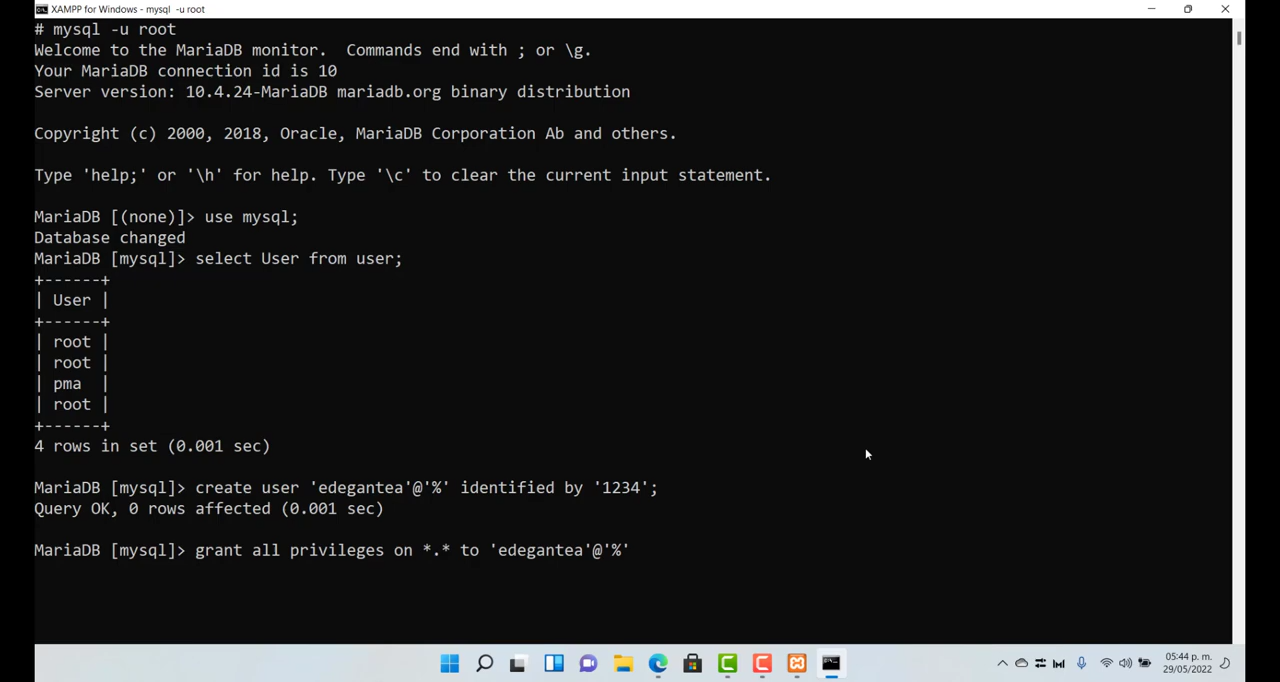 XAMPP for Windows - mysql  -u root
# mysql -u root
Welcome to the MariaDB monitor.  Commands end with ; or \g.
Your MariaDB connection id is 10
Server version: 10.4.24-MariaDB mariadb.org binary distribution

Copyright (c) 2000, 2018, Oracle, MariaDB Corporation Ab and others.

Type 'help;' or '\h' for help. Type '\c' to clear the current input statement.

MariaDB [(none)]> use mysql;
Database changed
MariaDB [mysql]> select User from user;
+------+
| User |
+------+
| root |
| root |
| pma  |
| root |
+------+
4 rows in set (0.001 sec)

MariaDB [mysql]> create user 'edegantea'@'%' identified by '1234';
Query OK, 0 rows affected (0.001 sec)

MariaDB [mysql]> grant all privileges on *.* to 'edegantea'@'%'
05:44 p. m.
29/05/2022